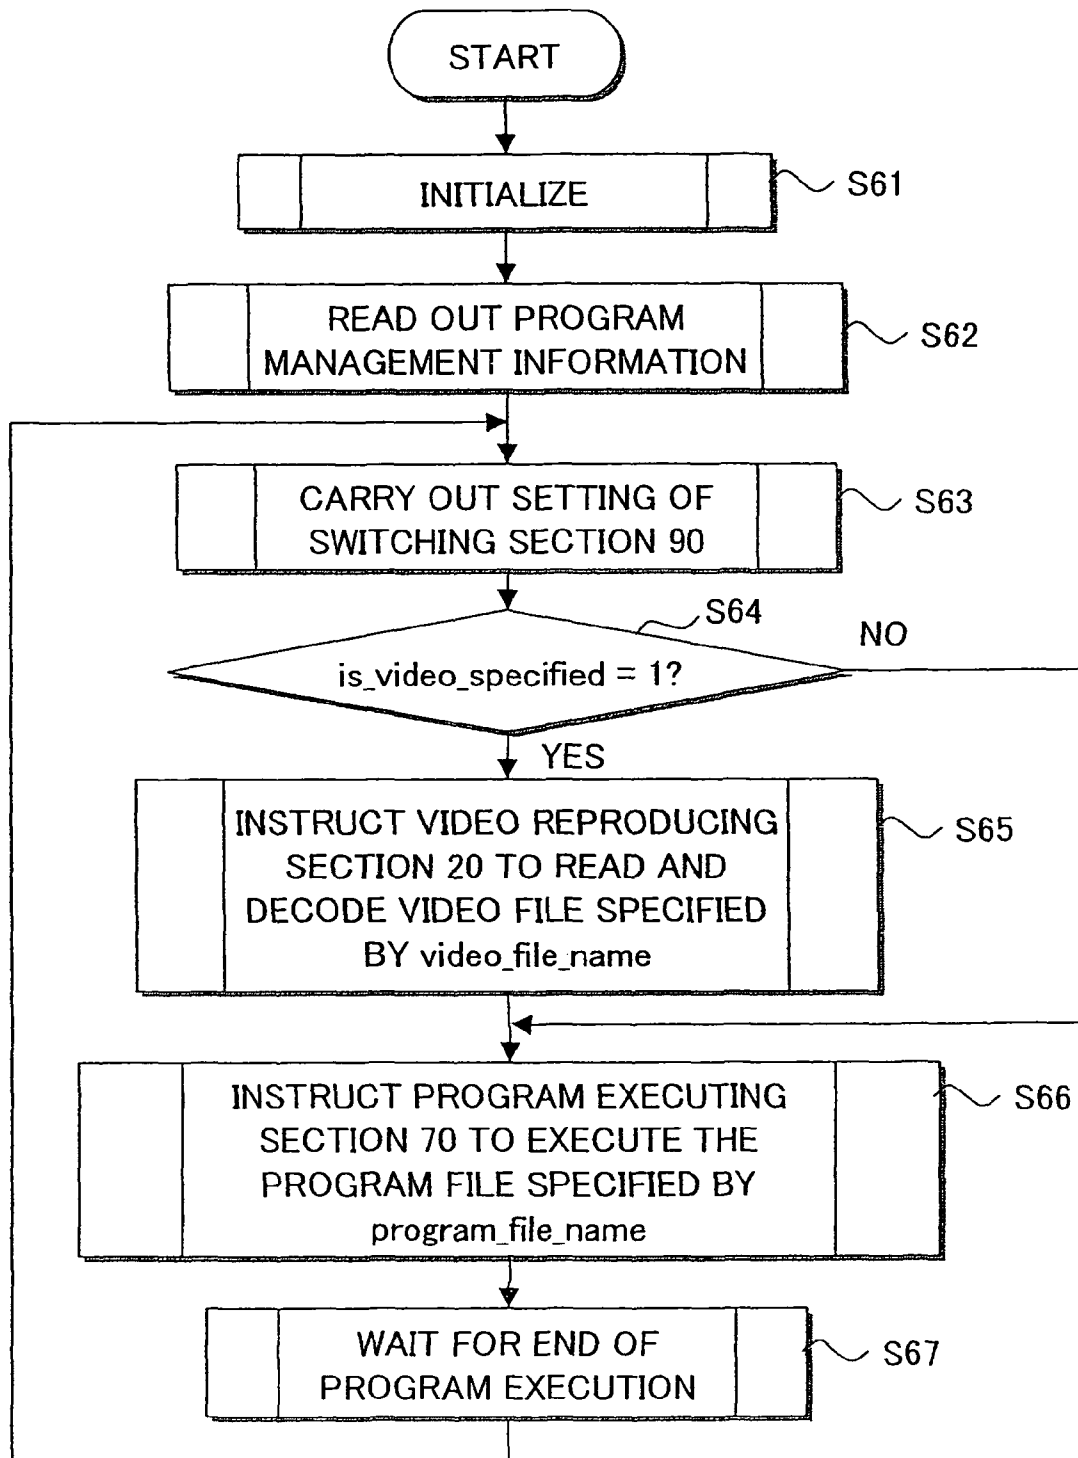 START
INITIALIZE
S61
READ OUT PROGRAM
MANAGEMENT INFORMATION
S62
CARRY OUT SETTING OF
SWITCHING SECTION 90
S63
S64
is_video_specified = 1?
NO
YES
INSTRUCT VIDEO REPRODUCING
SECTION 20 TO READ AND
DECODE VIDEO FILE SPECIFIED
BY video_file_name
S65
INSTRUCT PROGRAM EXECUTING
SECTION 70 TO EXECUTE THE
PROGRAM FILE SPECIFIED BY
program_file_name
S66
WAIT FOR END OF
PROGRAM EXECUTION
S67